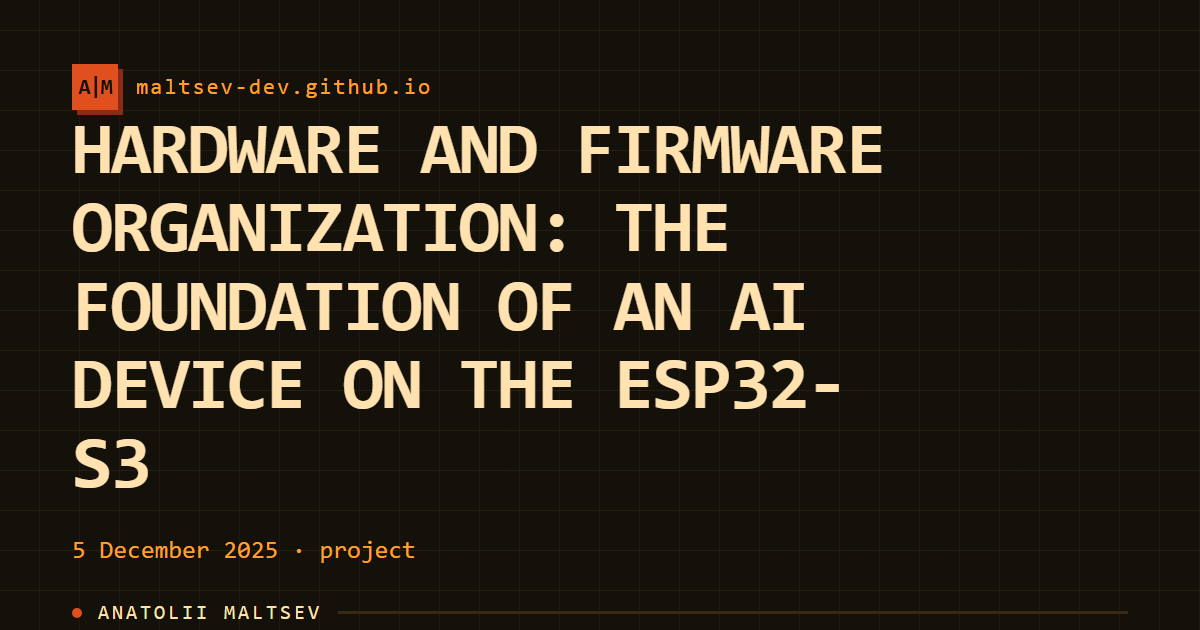 A|M maltsev-dev.github.io
HARDWARE AND FIRMWARE
ORGANIZATION: THE
FOUNDATION OF AN AI
DEVICE ON THE ESP32-
S3
5 December 2025 · project
ANATOLII MALTSEV